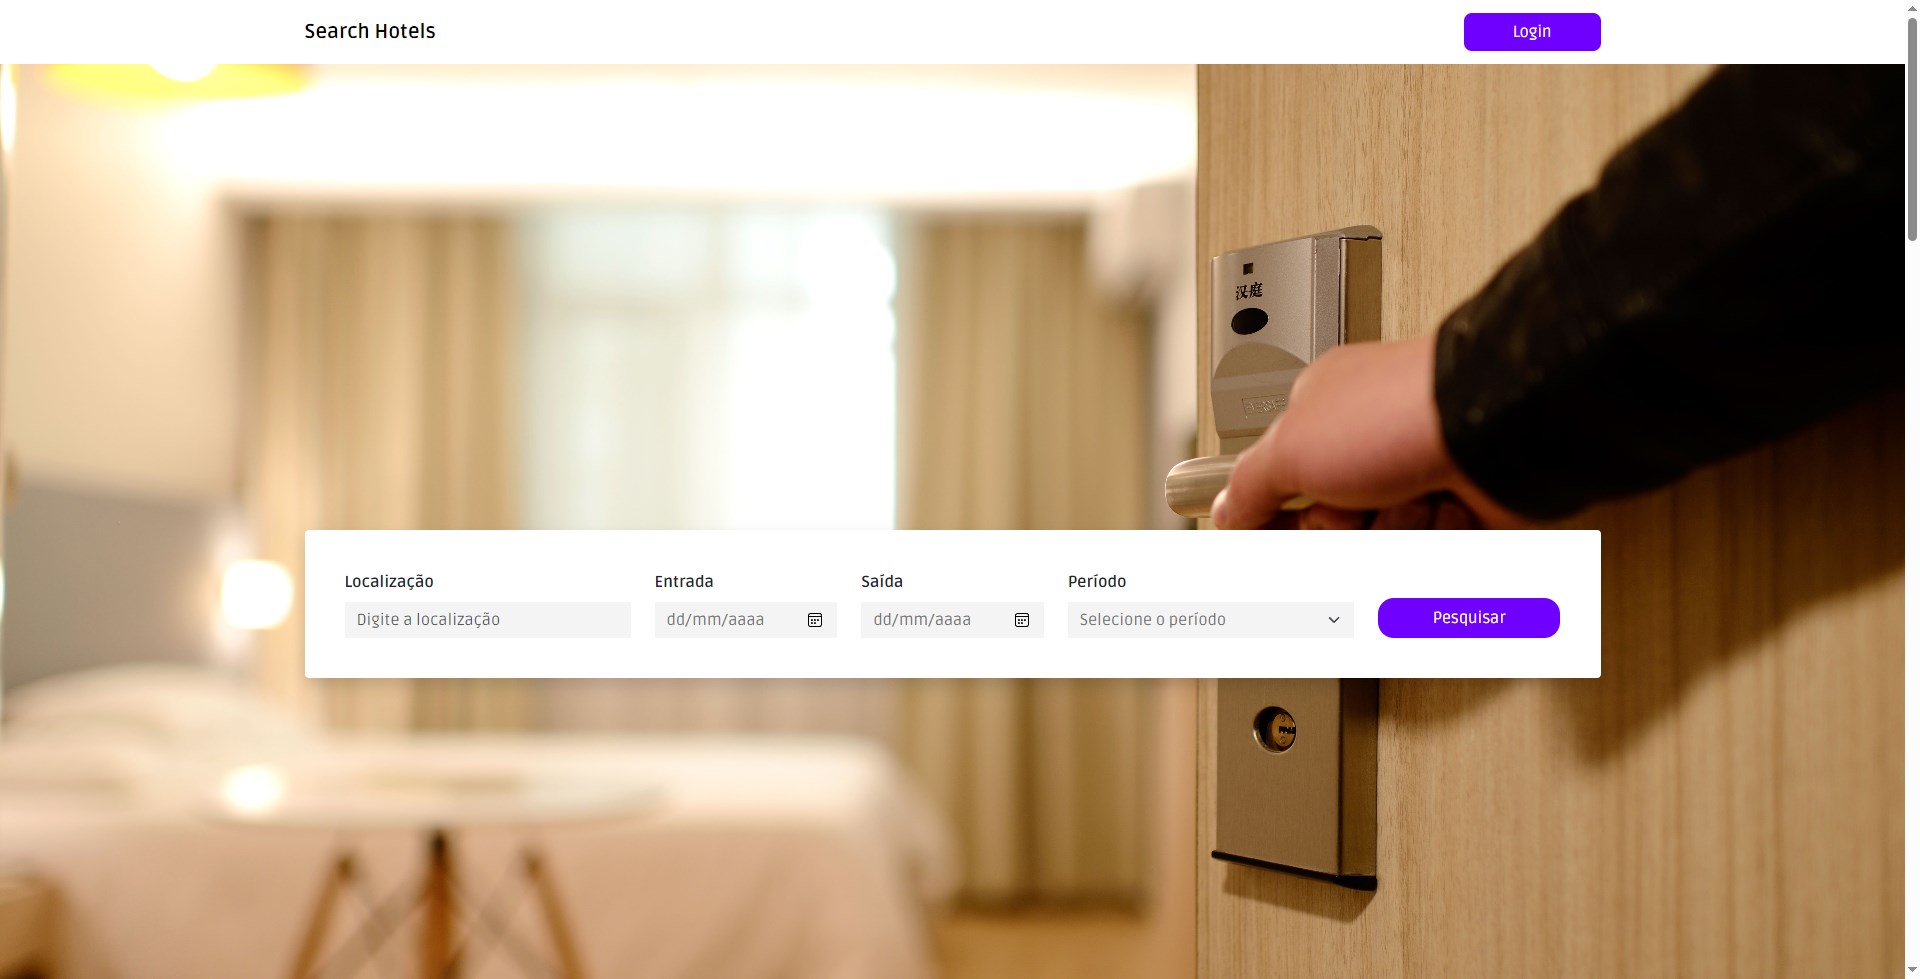 Search Hotels
Login
汉庭
Localização
Entrada
Saída
Período
Digite a localização
dd/mm/aaaa
dd/mm/aaaa
Selecione o período
Pesquisar